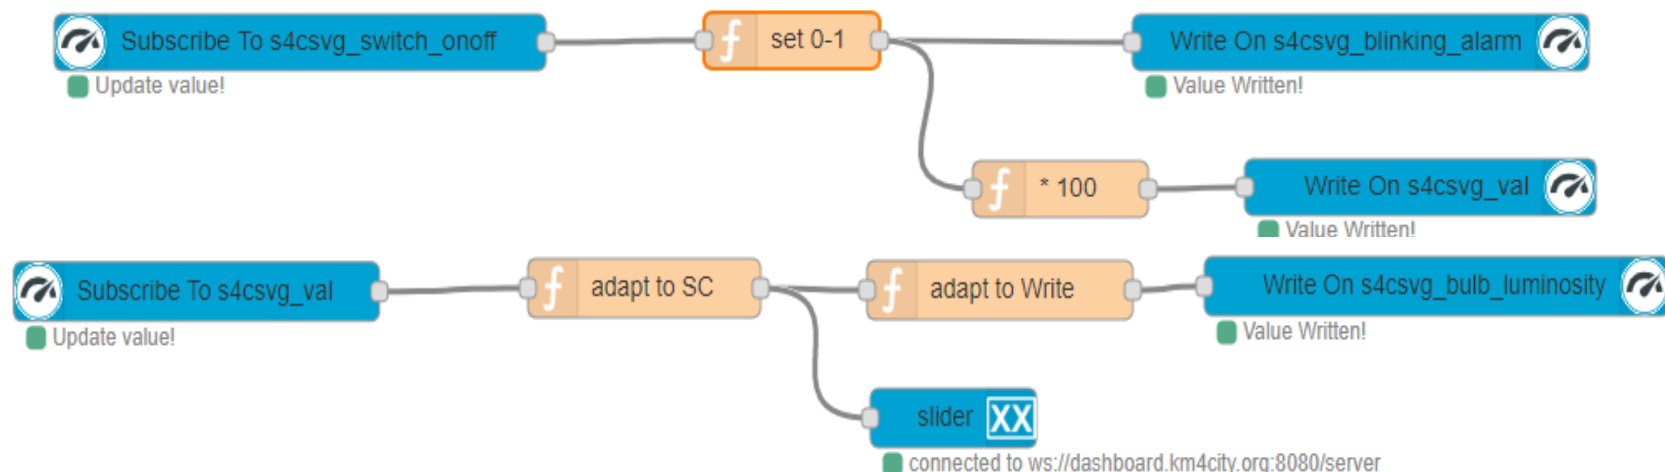 Subscribe To s4csvg_switch_onoff
set 0-1
Write On s4csvg_blinking_alarm
Update value!
Value Written!
* 100
Write On s4csvg_val
Value Written!
Subscribe To s4csvg_val
adapt to SC
adapt to Write
Write On s4csvg_bulb_luminosity
Update value!
Value Written!
slider XX
connected to ws://dashboard.km4city.org:8080/server